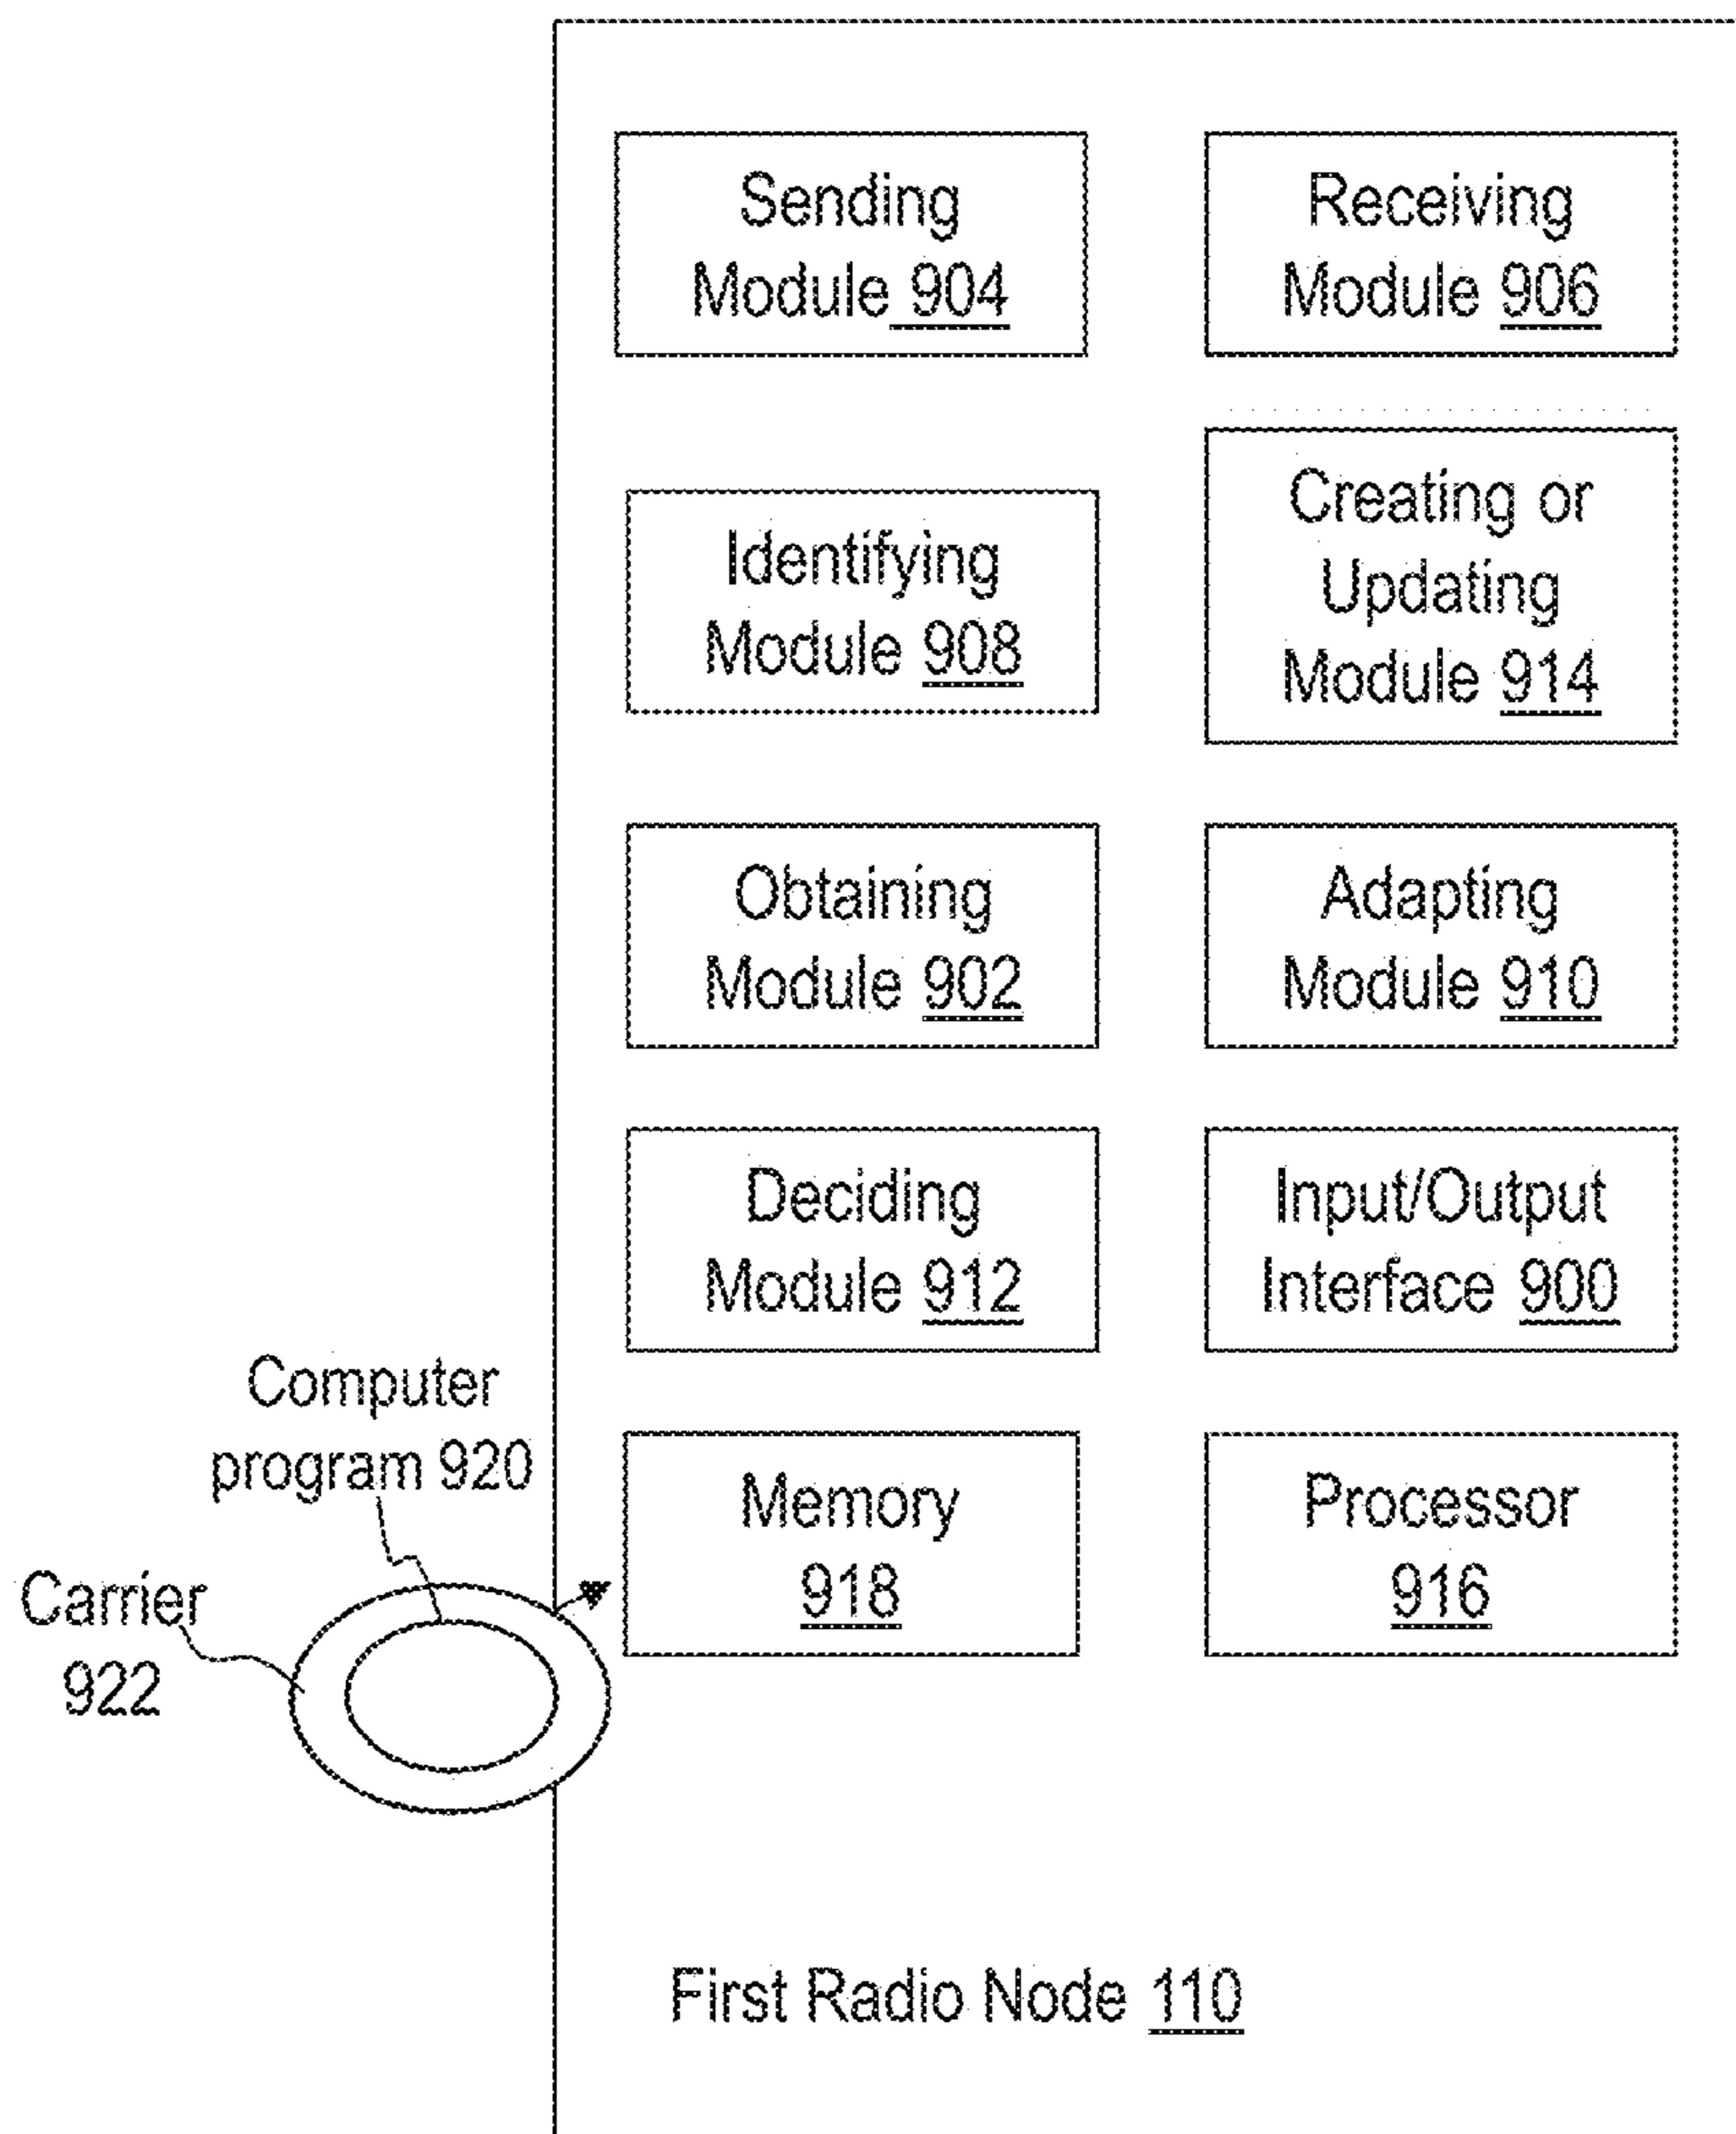 Sending
Module 904
Receiving
Module 906
Identifying
Module 908
Creating or
Updating
Module 914
Obtaining
Module 902
Adapting
Module 910
Deciding
Module 912
Input/Output
Interface 900
Computer
program 920
Memory
918
Processor
916
Carrier
922
First Radio Node 110